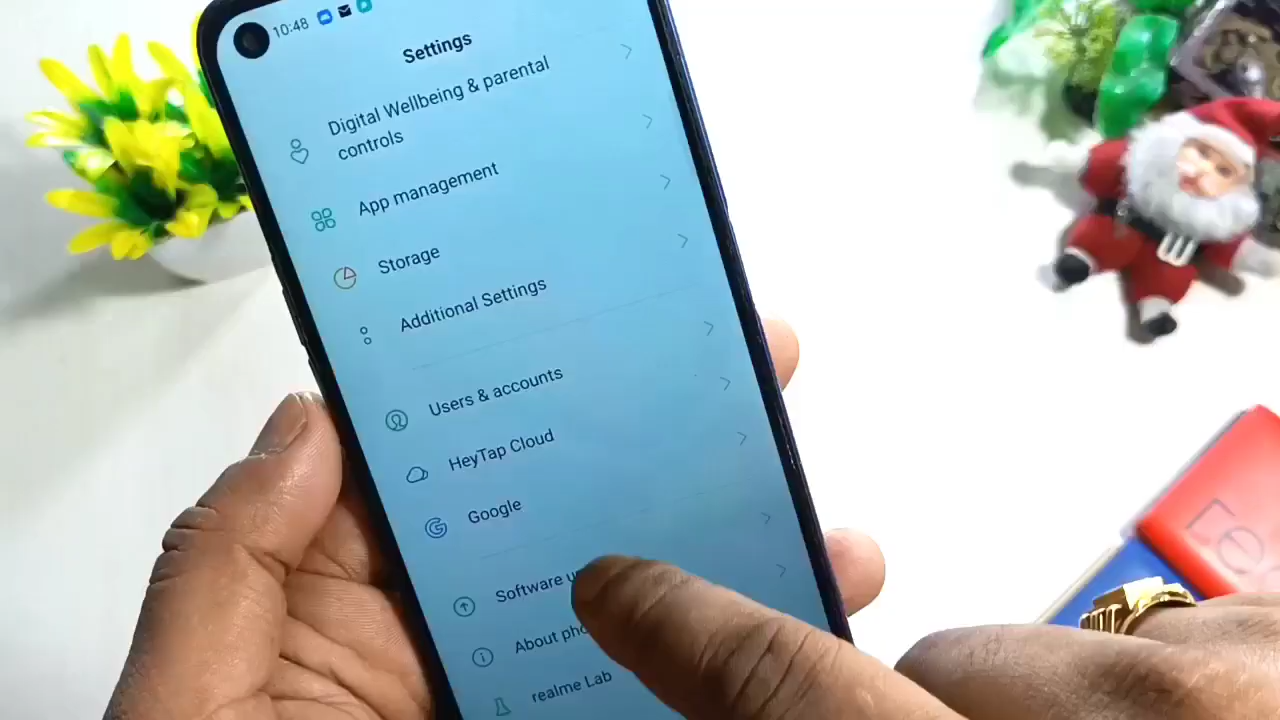 10:48
Settings
Digital Wellbeing & parental
controls
App management
Storage
Additional Settings
Users & accounts
HeyTap Cloud
Google
Software
About
realme Lab